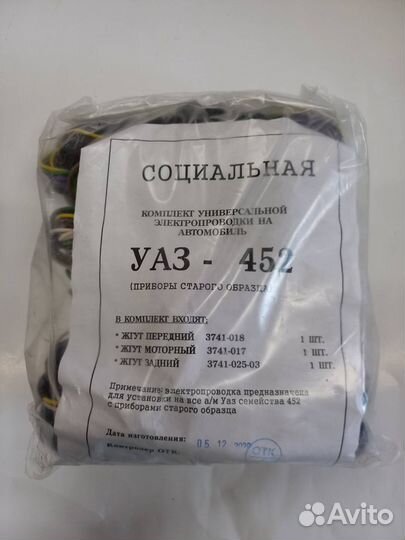 СОЦИАЛЬНАЯ
КОМПЛЕКТ УНИВЕРСАЛЬНОЙ
ЭЛЕКТРОПРОВОДКИ НА
АВТОМОБИЛЬ
УАЗ - 452
(ПРИБОРЫ СТАРОГО ОБРАЗЦА)
В КОМПЛЕКТ ВХОДЯТ:
*ЖГУТ ПЕРЕДНИЙ 3741-018 1 ШТ.
*ЖГУТ МОТОРНЫЙ 3741-017 1 ШТ.
*ЖГУТ ЗАДНИЙ 3741-025-03 1 ШТ.
Примечание: электропроводка предназначена
для установки на все а/м Уаз семейства 452
с приборами старого образца
Дата изготовления: 05 12
Контролер ОТК: ОТК
Avito